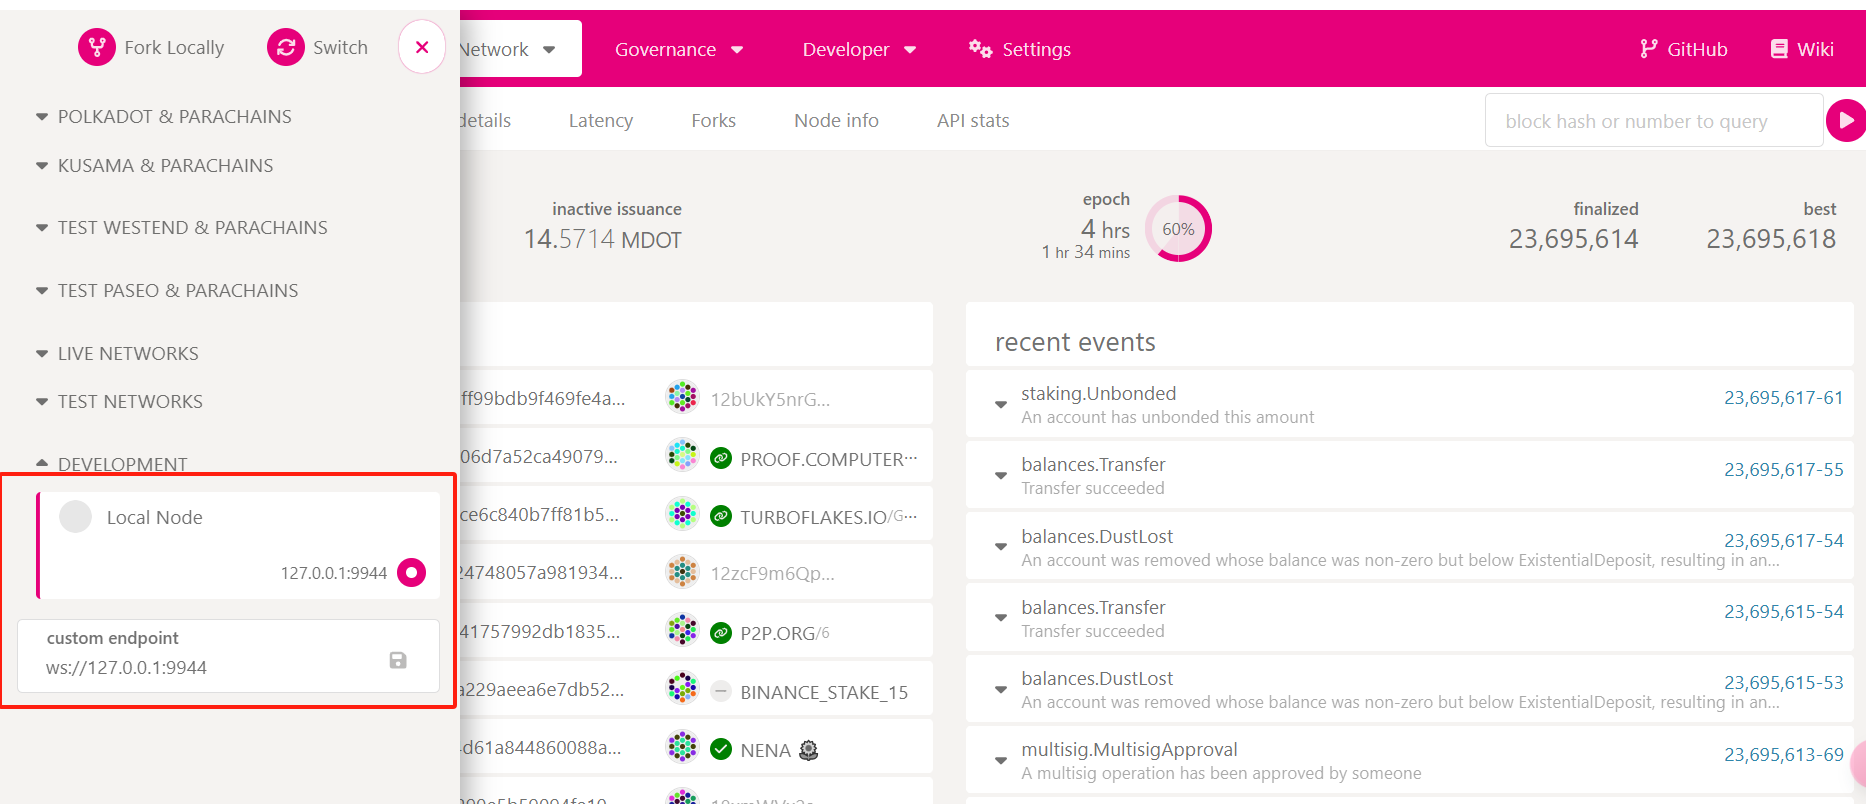 Fork Locally
Switch
Network
Governance
Developer
Settings
GitHub
Wiki
POLKADOT & PARACHAINS
KUSAMA & PARACHAINS
TEST WESTEND & PARACHAINS
TEST PASEO & PARACHAINS
LIVE NETWORKS
TEST NETWORKS
DEVELOPMENT
Local Node
127.0.0.1:9944
custom endpoint
ws://127.0.0.1:9944
details
Latency
Forks
Node info
API stats
block hash or number to query
inactive issuance
14.5714 MDOT
epoch
4 hrs
1 hr 34 mins
60%
finalized
23,695,614
best
23,695,618
ff99bdb9f469fe4a...
12bUkY5nrG...
06d7a52ca49079...
PROOF.COMPUTER...
ce6c840b7ff81b5...
TURBOFLAKES.IO/G...
24748057a981934...
12zcF9m6Qp...
41757992db1835...
P2P.ORG/6
a229aeea6e7db52...
BINANCE_STAKE_15
d61a844860088a...
NENA
recent events
staking.Unbonded
An account has unbonded this amount
23,695,617-61
balances.Transfer
Transfer succeeded
23,695,617-55
balances.DustLost
An account was removed whose balance was non-zero but below ExistentialDeposit, resulting in an...
23,695,617-54
balances.Transfer
Transfer succeeded
23,695,615-54
balances.DustLost
An account was removed whose balance was non-zero but below ExistentialDeposit, resulting in an...
23,695,615-53
multisig.MultisigApproval
A multisig operation has been approved by someone
23,695,613-69